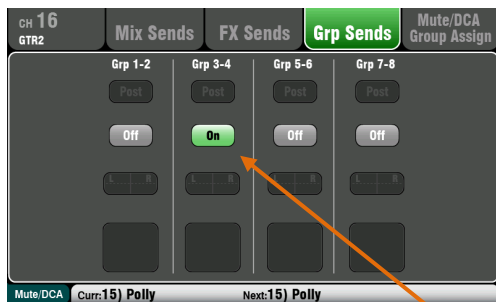 CH 16
GTR2
Mix Sends
FX Sends
Grp Sends
Mute/DCA
Group Assign
Grp 1-2
Grp 3-4
Grp 5-6
Grp 7-8
Post
Post
Post
Post
Off
On
Off
Off
L R
L R
L R
L R
Mute/DCA
Curr:15) Polly
Next:15) Polly